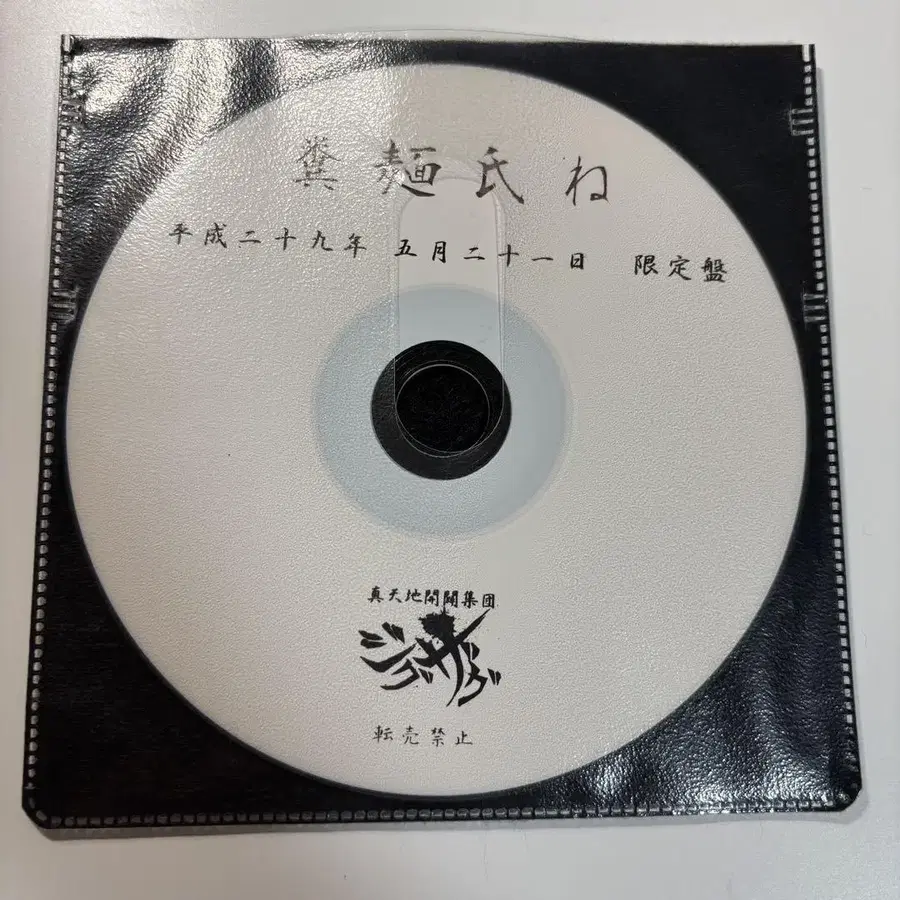 糞麺氏ね
平成二十九年 五月二十一日 限定盤
真天地開闢集団
ジグザグ
転売禁止